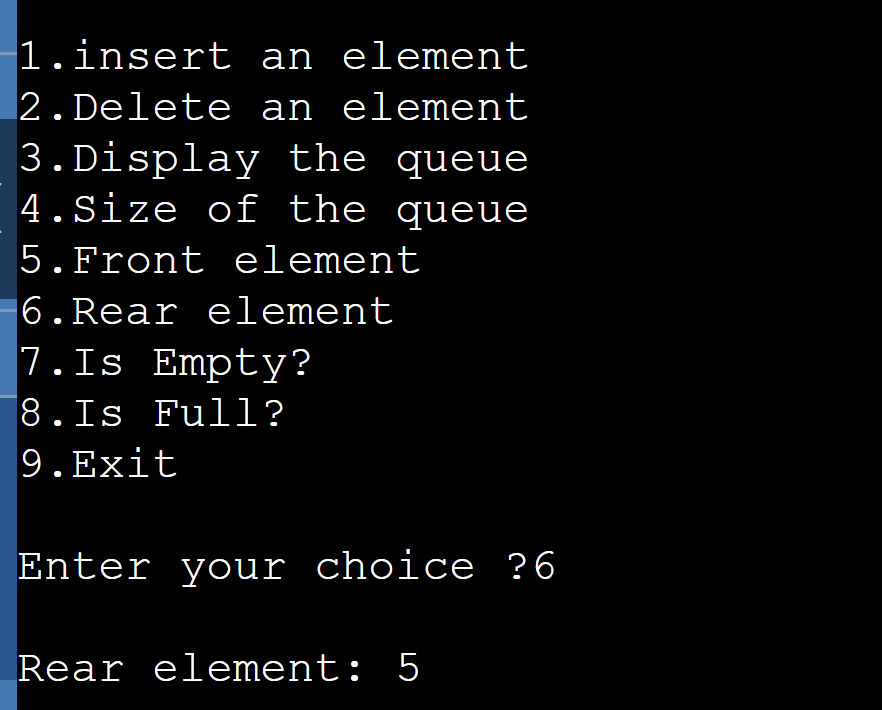 1.insert an element
2.Delete an element
3.Display the queue
4.Size of the queue
5.Front element
6.Rear element
7.Is Empty?
8.Is Full?
9.Exit
Enter your choice ?6
Rear element: 5